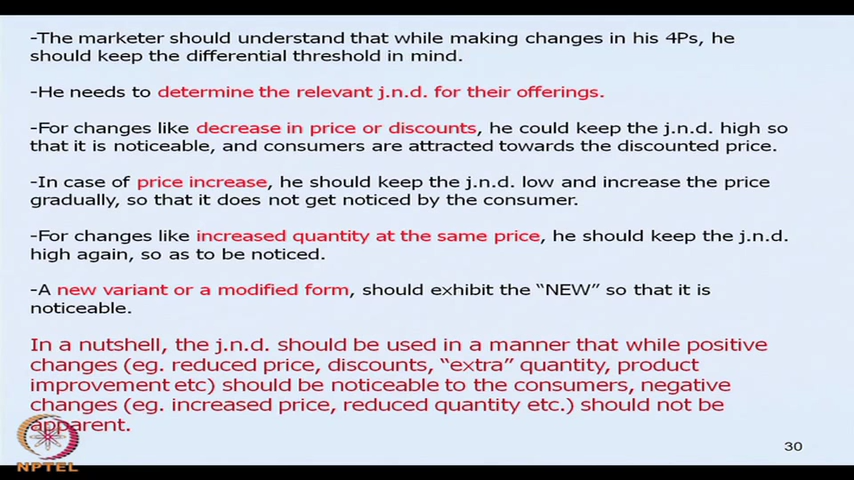 -The marketer should understand that while making changes in his 4Ps, he
should keep the differential threshold in mind.
-He needs to determine the relevant j.n.d. for their offerings.
-For changes like decrease in price or discounts, he could keep the j.n.d. high so
that it is noticeable, and consumers are attracted towards the discounted price.
-In case of price increase, he should keep the j.n.d. low and increase the price
gradually, so that it does not get noticed by the consumer.
-For changes like increased quantity at the same price, he should keep the j.n.d.
high again, so as to be noticed.
-A new variant or a modified form, should exhibit the “NEW” so that it is
noticeable.
In a nutshell, the j.n.d. should be used in a manner that while positive
changes (eg. reduced price, discounts, “extra” quantity, product
improvement etc) should be noticeable to the consumers, negative
changes (eg. increased price, reduced quantity etc.) should not be
apparent.
NPTEL
30